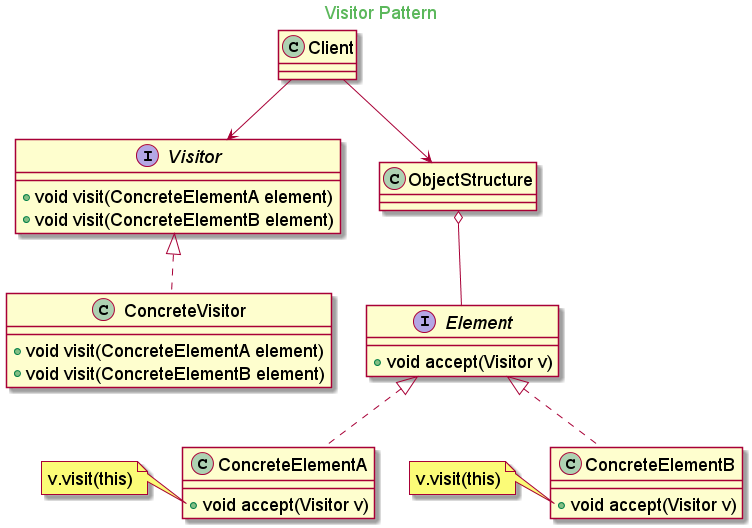 Visitor Pattern
C Client
I Visitor
void visit(ConcreteElementA element)
void visit(ConcreteElementB element)
C ObjectStructure
C ConcreteVisitor
void visit(ConcreteElementA element)
void visit(ConcreteElementB element)
I Element
void accept(Visitor v)
C ConcreteElementA
void accept(Visitor v)
v.visit(this)
C ConcreteElementB
void accept(Visitor v)
v.visit(this)